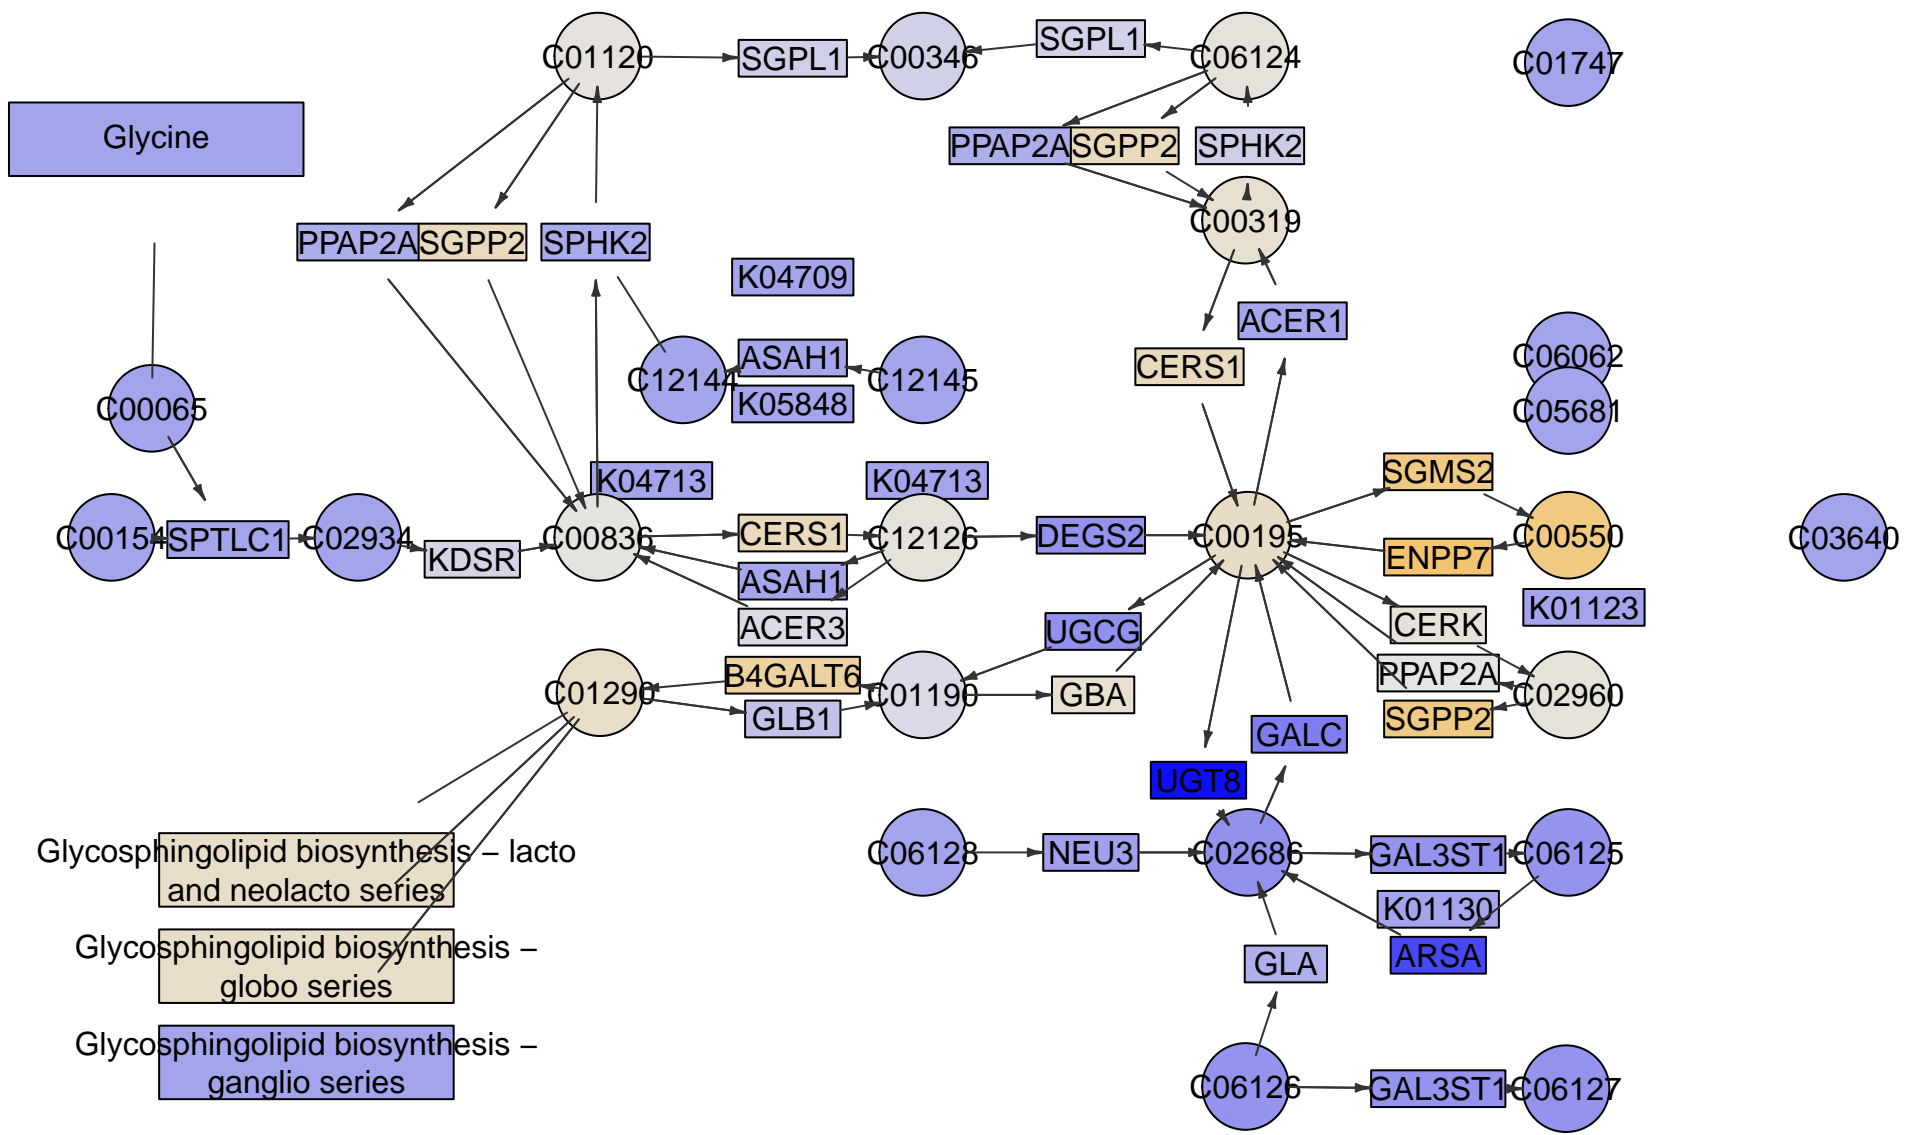 C01120
SGPL1
C00346
SGPL1
C06124
C01747
Glycine
PPAP2A
SGPP2
SPHK2
C00319
PPAP2A
SGPP2
SPHK2
K04709
ACER1
C12144
ASAH1
C12145
K05848
CERS1
C06062
C05681
C00065
K04713
K04713
SGMS2
C00154
SPTLC1
C02934
KDSR
C00836
CERS1
C12126
DEGS2
C00195
C00550
ENPP7
C03640
ASAH1
ACER3
UGCG
CERK
K01123
C01290
B4GALT6
GLB1
C01190
GBA
PPAP2A
C02960
SGPP2
GALC
UGT8
Glycosphingolipid biosynthesis – lacto
and neolacto series
C06128
NEU3
C02686
GAL3ST1
C06125
K01130
ARSA
Glycosphingolipid biosynthesis –
globo series
GLA
Glycosphingolipid biosynthesis –
ganglio series
C06126
GAL3ST1
C06127